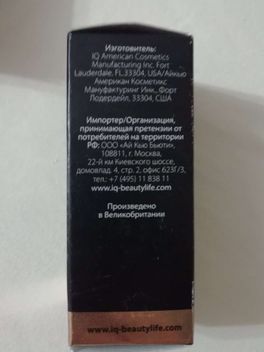 Изготовитель:
IQ American Cosmetics
Manufacturing Inc. Fort
Lauderdale, FL,33304, USA/Айкью
Американ Косметикс
Мануфактуринг Инк., Форт
Лодердейл, 33304, США
Импортер/Организация,
принимающая претензии от
потребителей на территории
РФ: ООО «Ай Кью Бьюти»,
108811, г. Москва,
22-й км Киевского шоссе,
домовлад. 4, стр. 2, офис 623Г/3,
тел.: +7 (495) 11 838 11
www.iq-beautylife.com
Произведено
в Великобритании
www.iq-beautylife.com